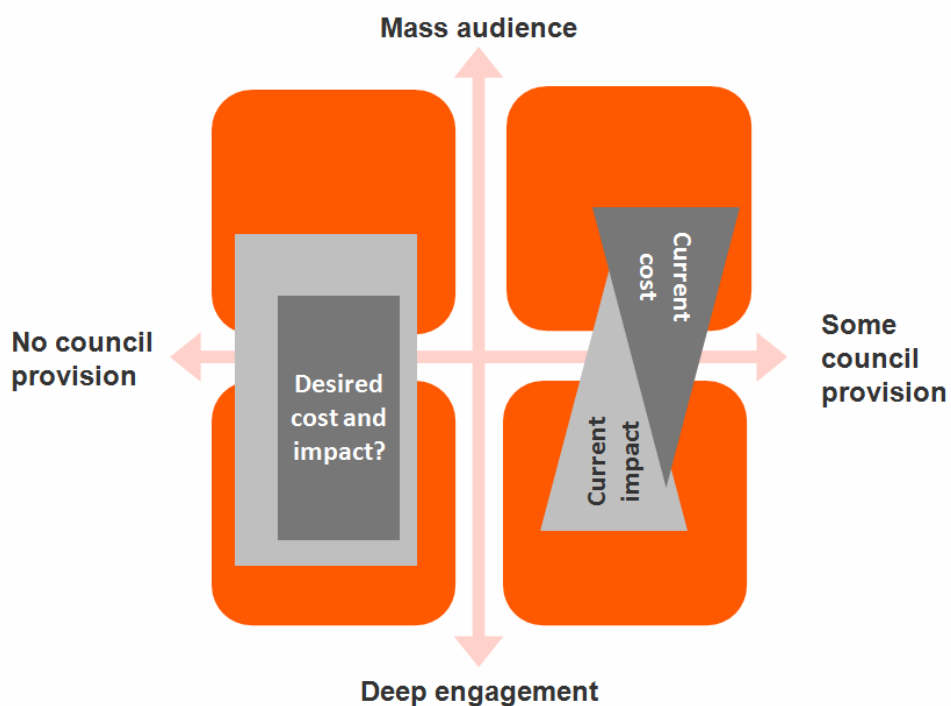 Mass audience
No council
provision
Some
council
provision
Current
cost
Desired
cost and
impact?
Current
impact
Deep engagement